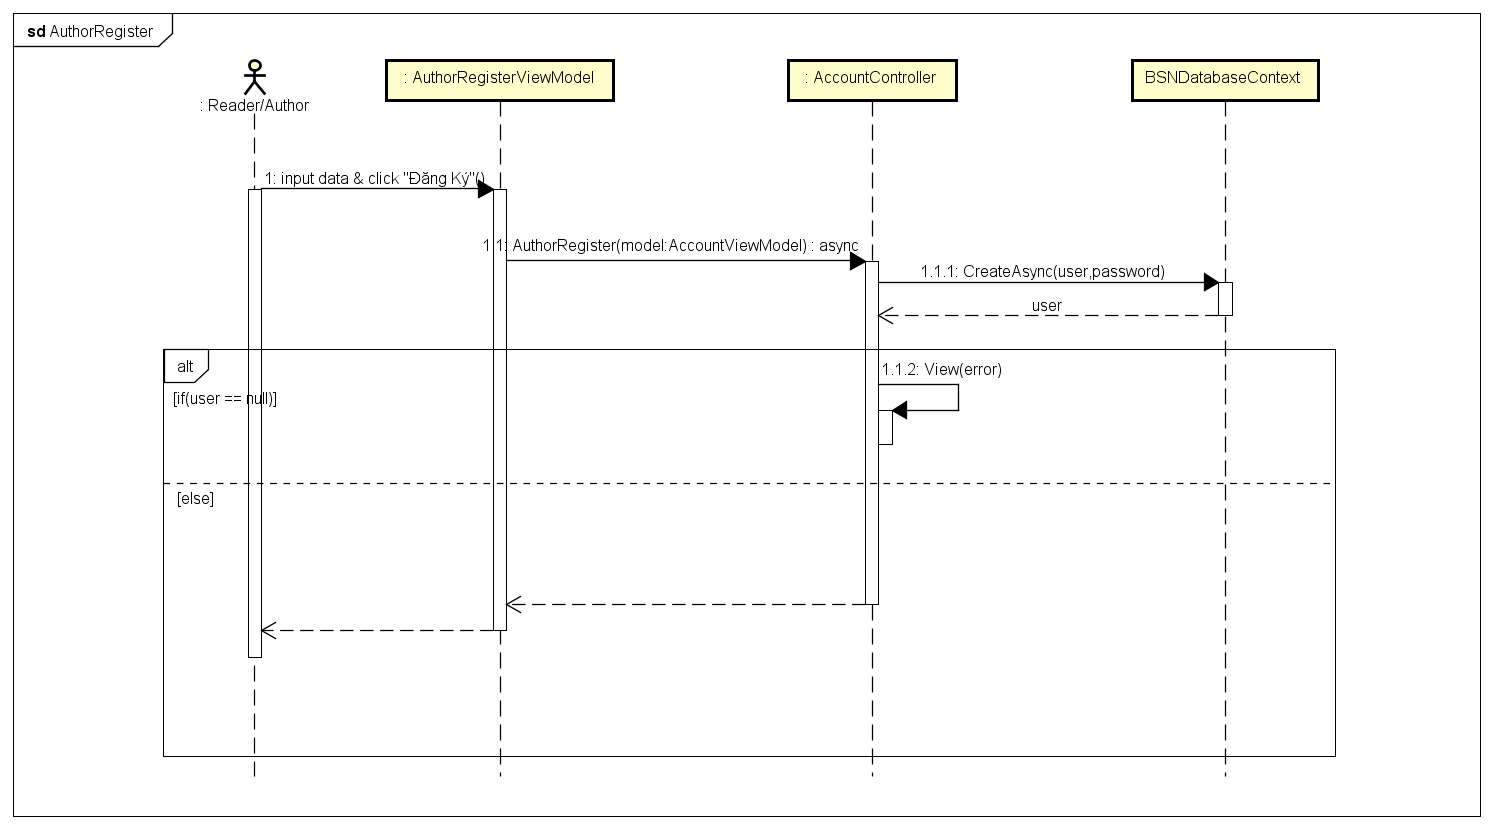 sd AuthorRegister
: Reader/Author
: AuthorRegisterViewModel
: AccountController
BSNDatabaseContext
1: input data & click "Đăng Ký"()
1.1: AuthorRegister(model:AccountViewModel) : async
1.1.1: CreateAsync(user,password)
user
alt
[if(user == null)]
1.1.2: View(error)
[else]